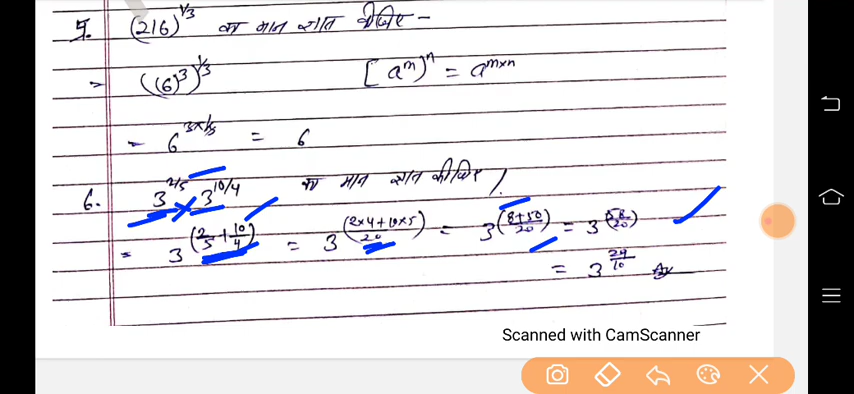 5. (216)^1/3 का मान ज्ञात कीजिए -
= ((6)^3)^1/3 [a^m)^n = a^m×n
= 6^3×1/3 = 6
6. 3^2/5 × 3^10/4 का मान ज्ञात कीजिए।
= 3^(2/5 + 10/4) = 3^(2×4+10×5/20) = 3^(8+50/20) = 3^(58/20)
= 3^29/10 Ans
Scanned with CamScanner